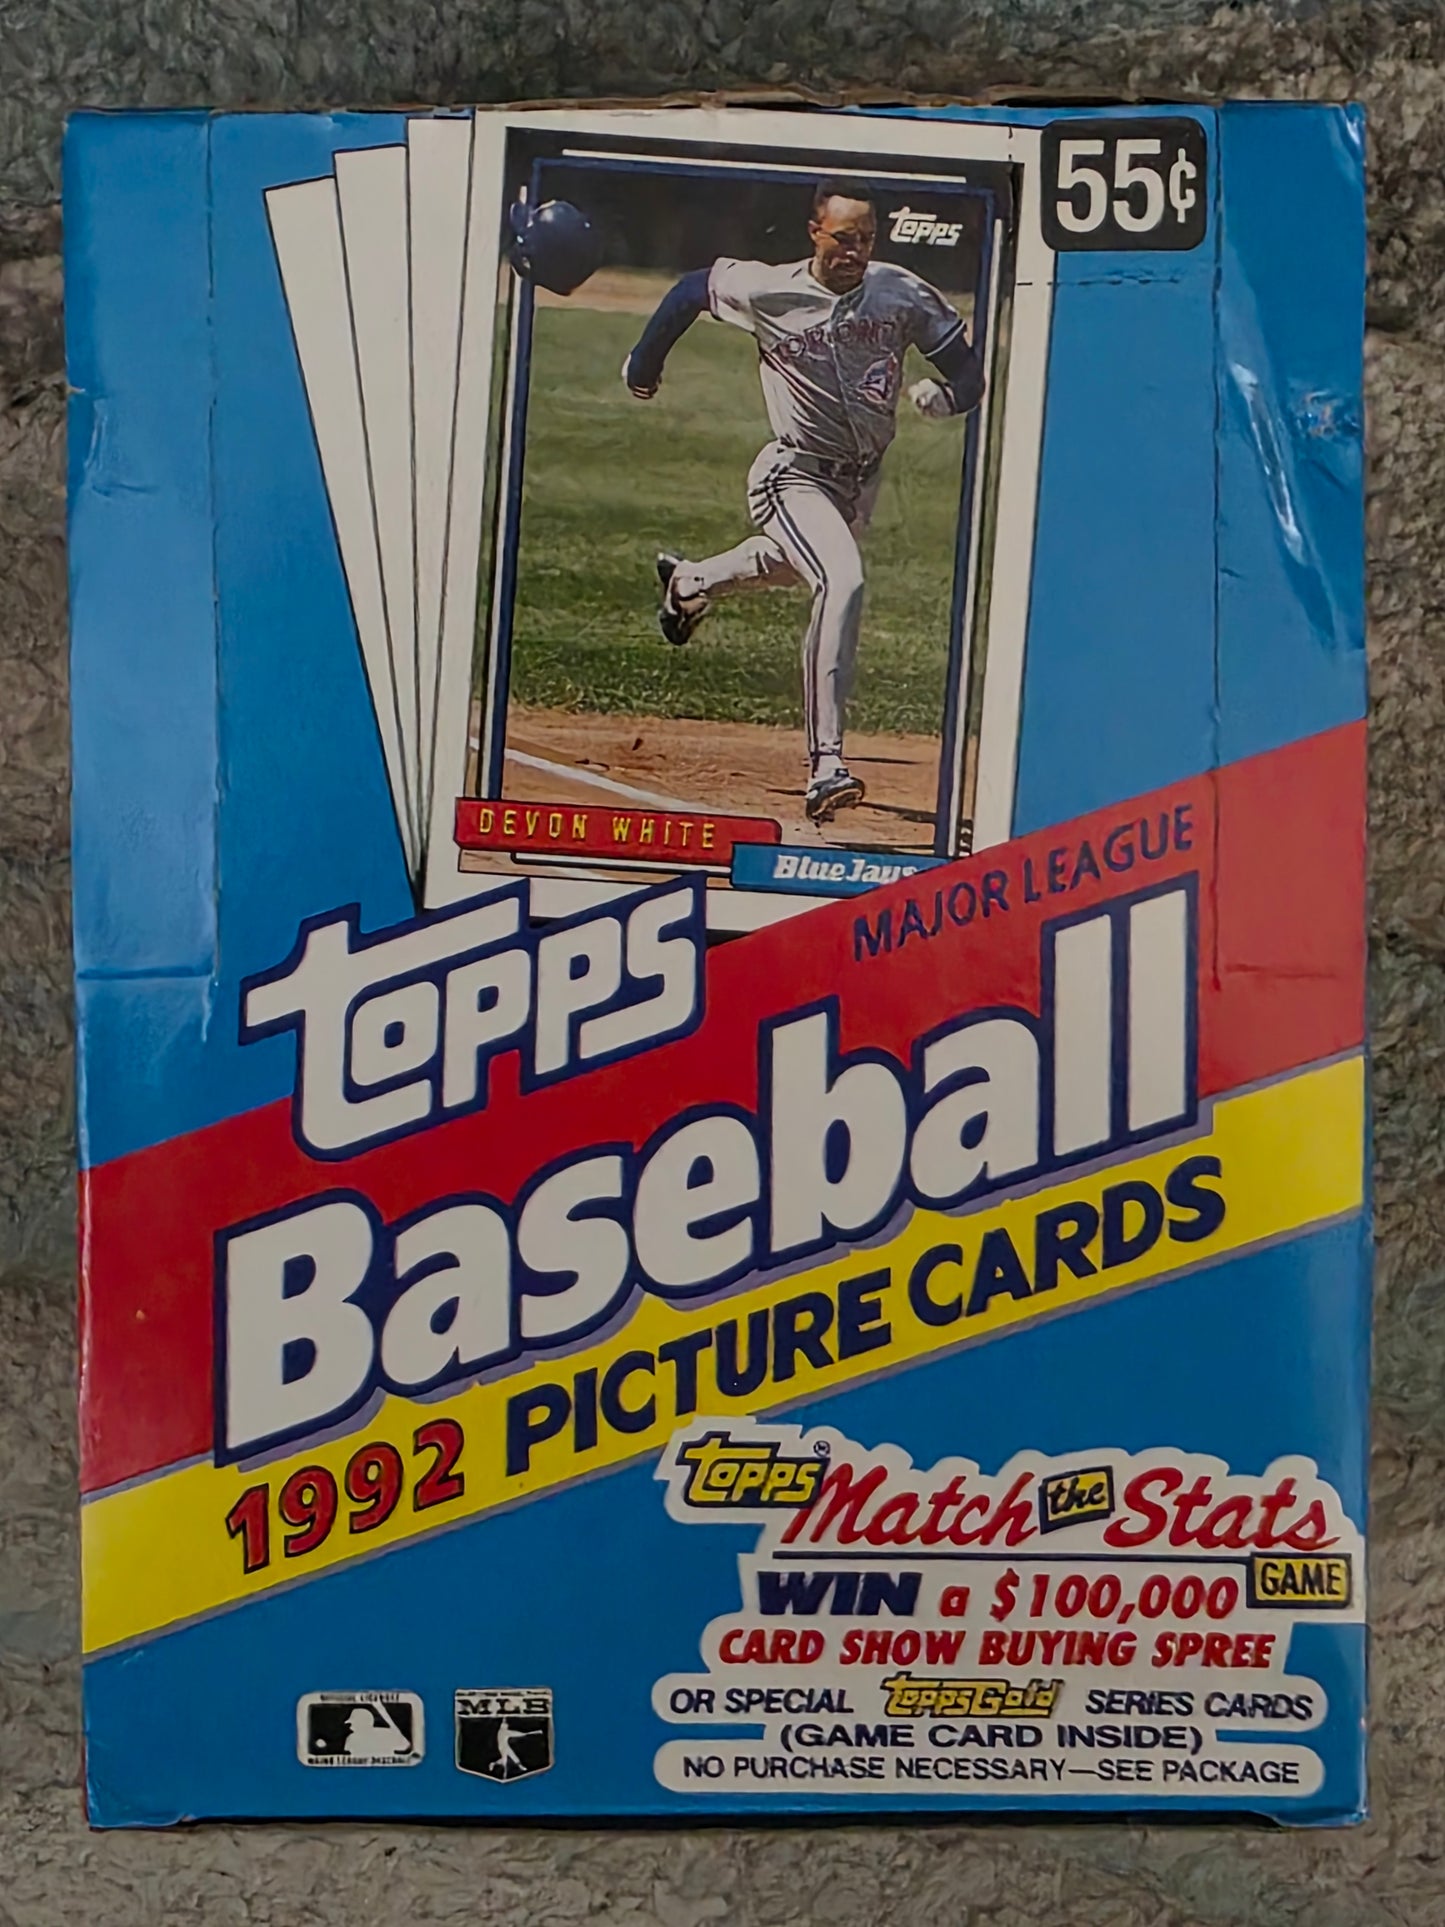 55¢
Topps
TORONTO
DEVON WHITE
Blue Jays
MAJOR LEAGUE
Topps
Baseball
1992 PICTURE CARDS
Topps Match the Stats
GAME
WIN a $100,000
CARD SHOW BUYING SPREE
OR SPECIAL ToppsGold SERIES CARDS
(GAME CARD INSIDE)
NO PURCHASE NECESSARY—SEE PACKAGE
MLB